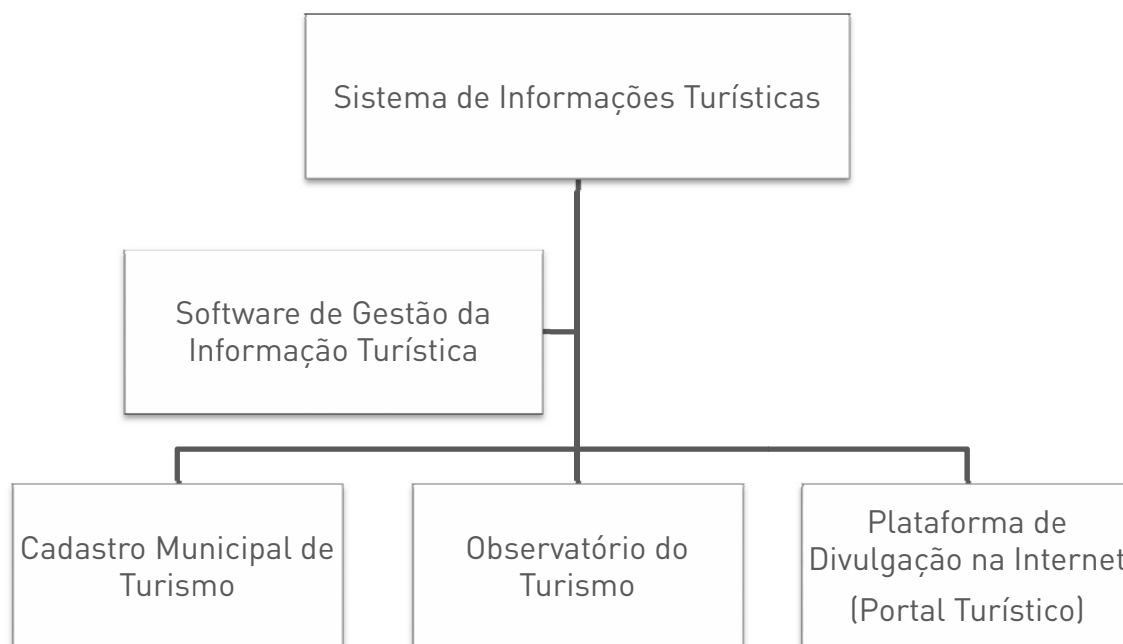 Sistema de Informações Turísticas
Software de Gestão da
Informação Turística
Cadastro Municipal de
Turismo
Observatório do
Turismo
Plataforma de
Divulgação na Internet
(Portal Turístico)